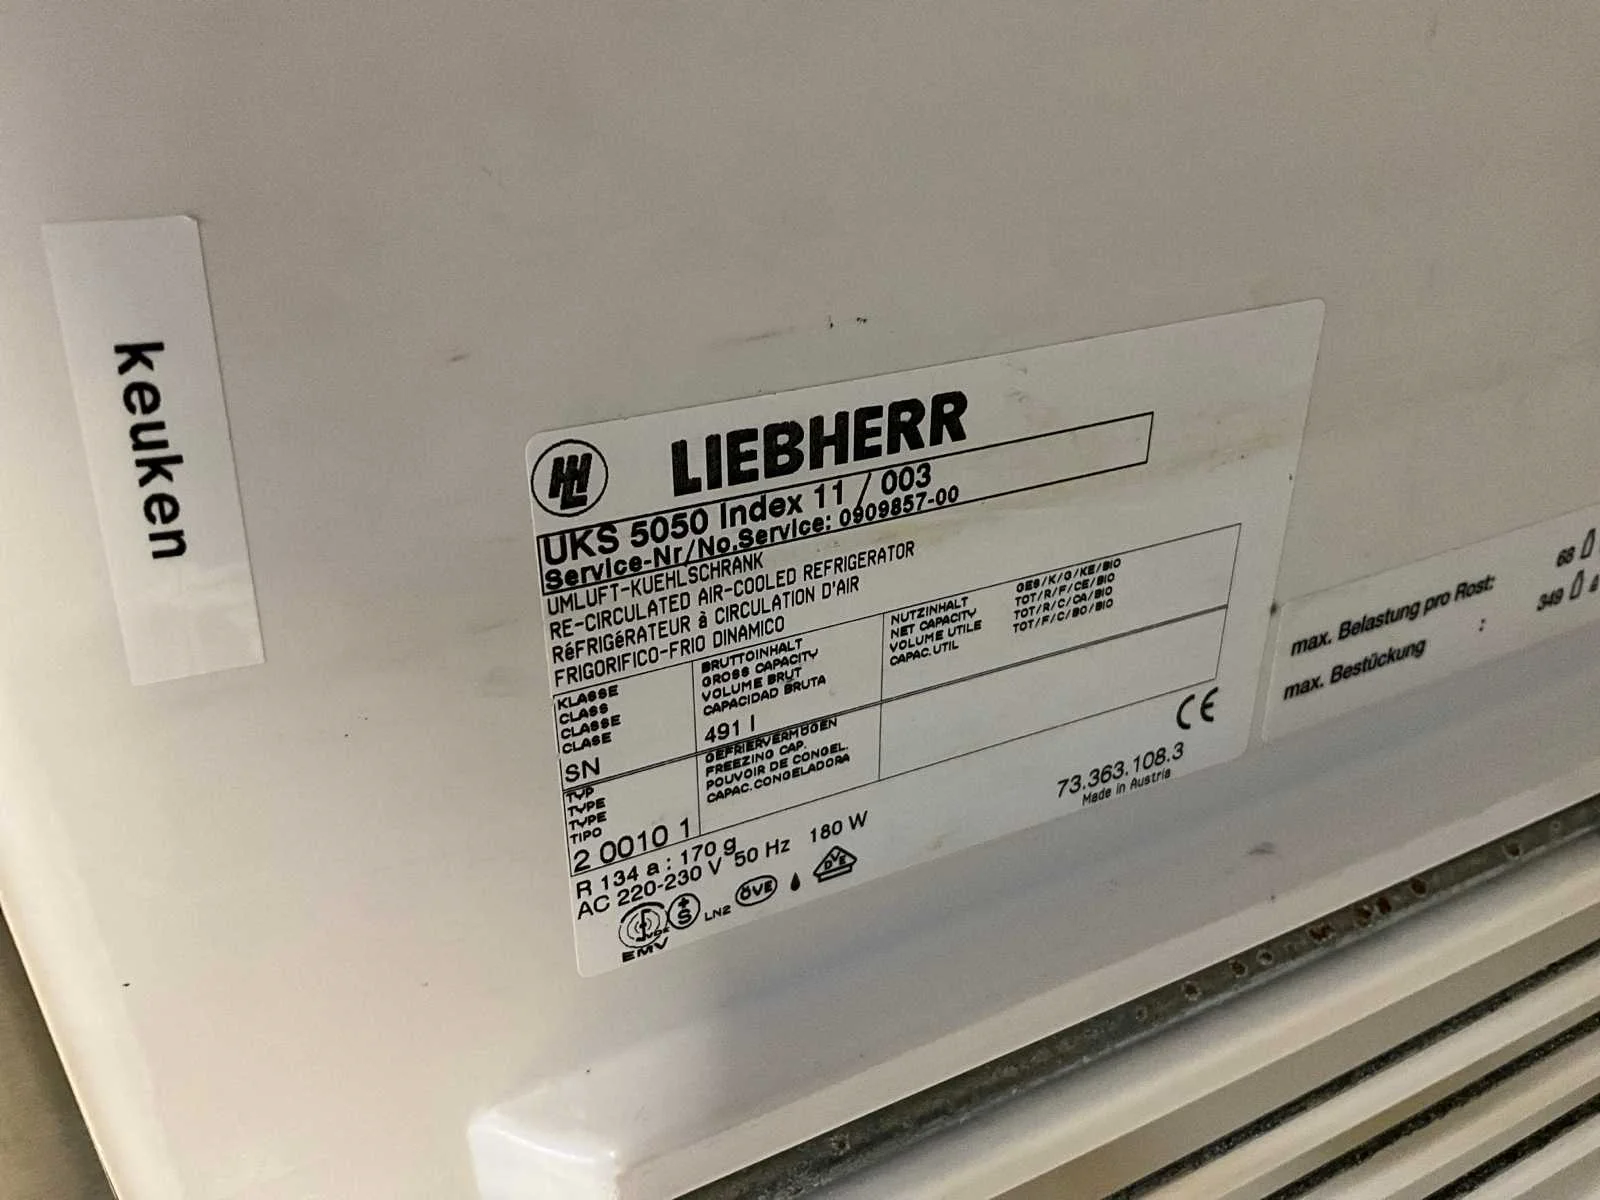 keuken
LIEBHERR
UKS 5050 Index 11 / 003
Service-Nr/No.Service: 0909857-00
UMLUFT-KUEHLSCHRANK
RE-CIRCULATED AIR-COOLED REFRIGERATOR
RéFRIGéRATEUR à CIRCULATION D'AIR
FRIGORIFICO-FRIO DINAMICO
KLASSE
CLASS
CLASSE
CLASE
SN
BRUTTOINHALT
GROSS CAPACITY
VOLUME BRUT
CAPACIDAD BRUTA
491 l
NUTZINHALT
NET CAPACITY
VOLUME UTILE
CAPAC. UTIL
GES/K/G/KE/BIO
TOT/R/F/CE/BIO
TOT/R/C/CA/BIO
TOT/F/C/BO/BIO
TYP
TYPE
TYPE
TIPO
2 0010 1
GEFRIERVERMÖGEN
FREEZING CAP.
POUVOIR DE CONGEL.
CAPAC.CONGELADORA
R 134 a : 170 g
AC 220-230 V 50 Hz 180 W
EMV
S LN2 ÖVE
DVE
CE
73.363.108.3
Made in Austria
max. Belastung pro Rost: 68
max. Bestückung : 349